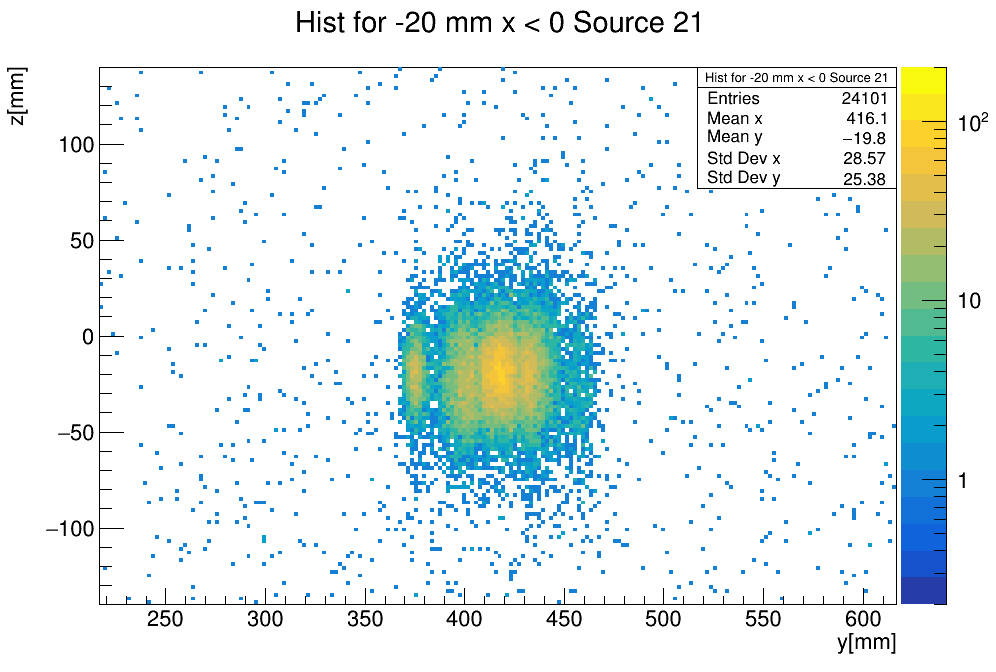 Hist for -20 mm x < 0 Source 21
z[mm]
Hist for -20 mm x < 0 Source 21
Entries 24101
Mean x 416.1
Mean y −19.8
Std Dev x 28.57
Std Dev y 25.38
100
50
0
−50
−100
250 300 350 400 450 500 550 600
y[mm]
10²
10
1